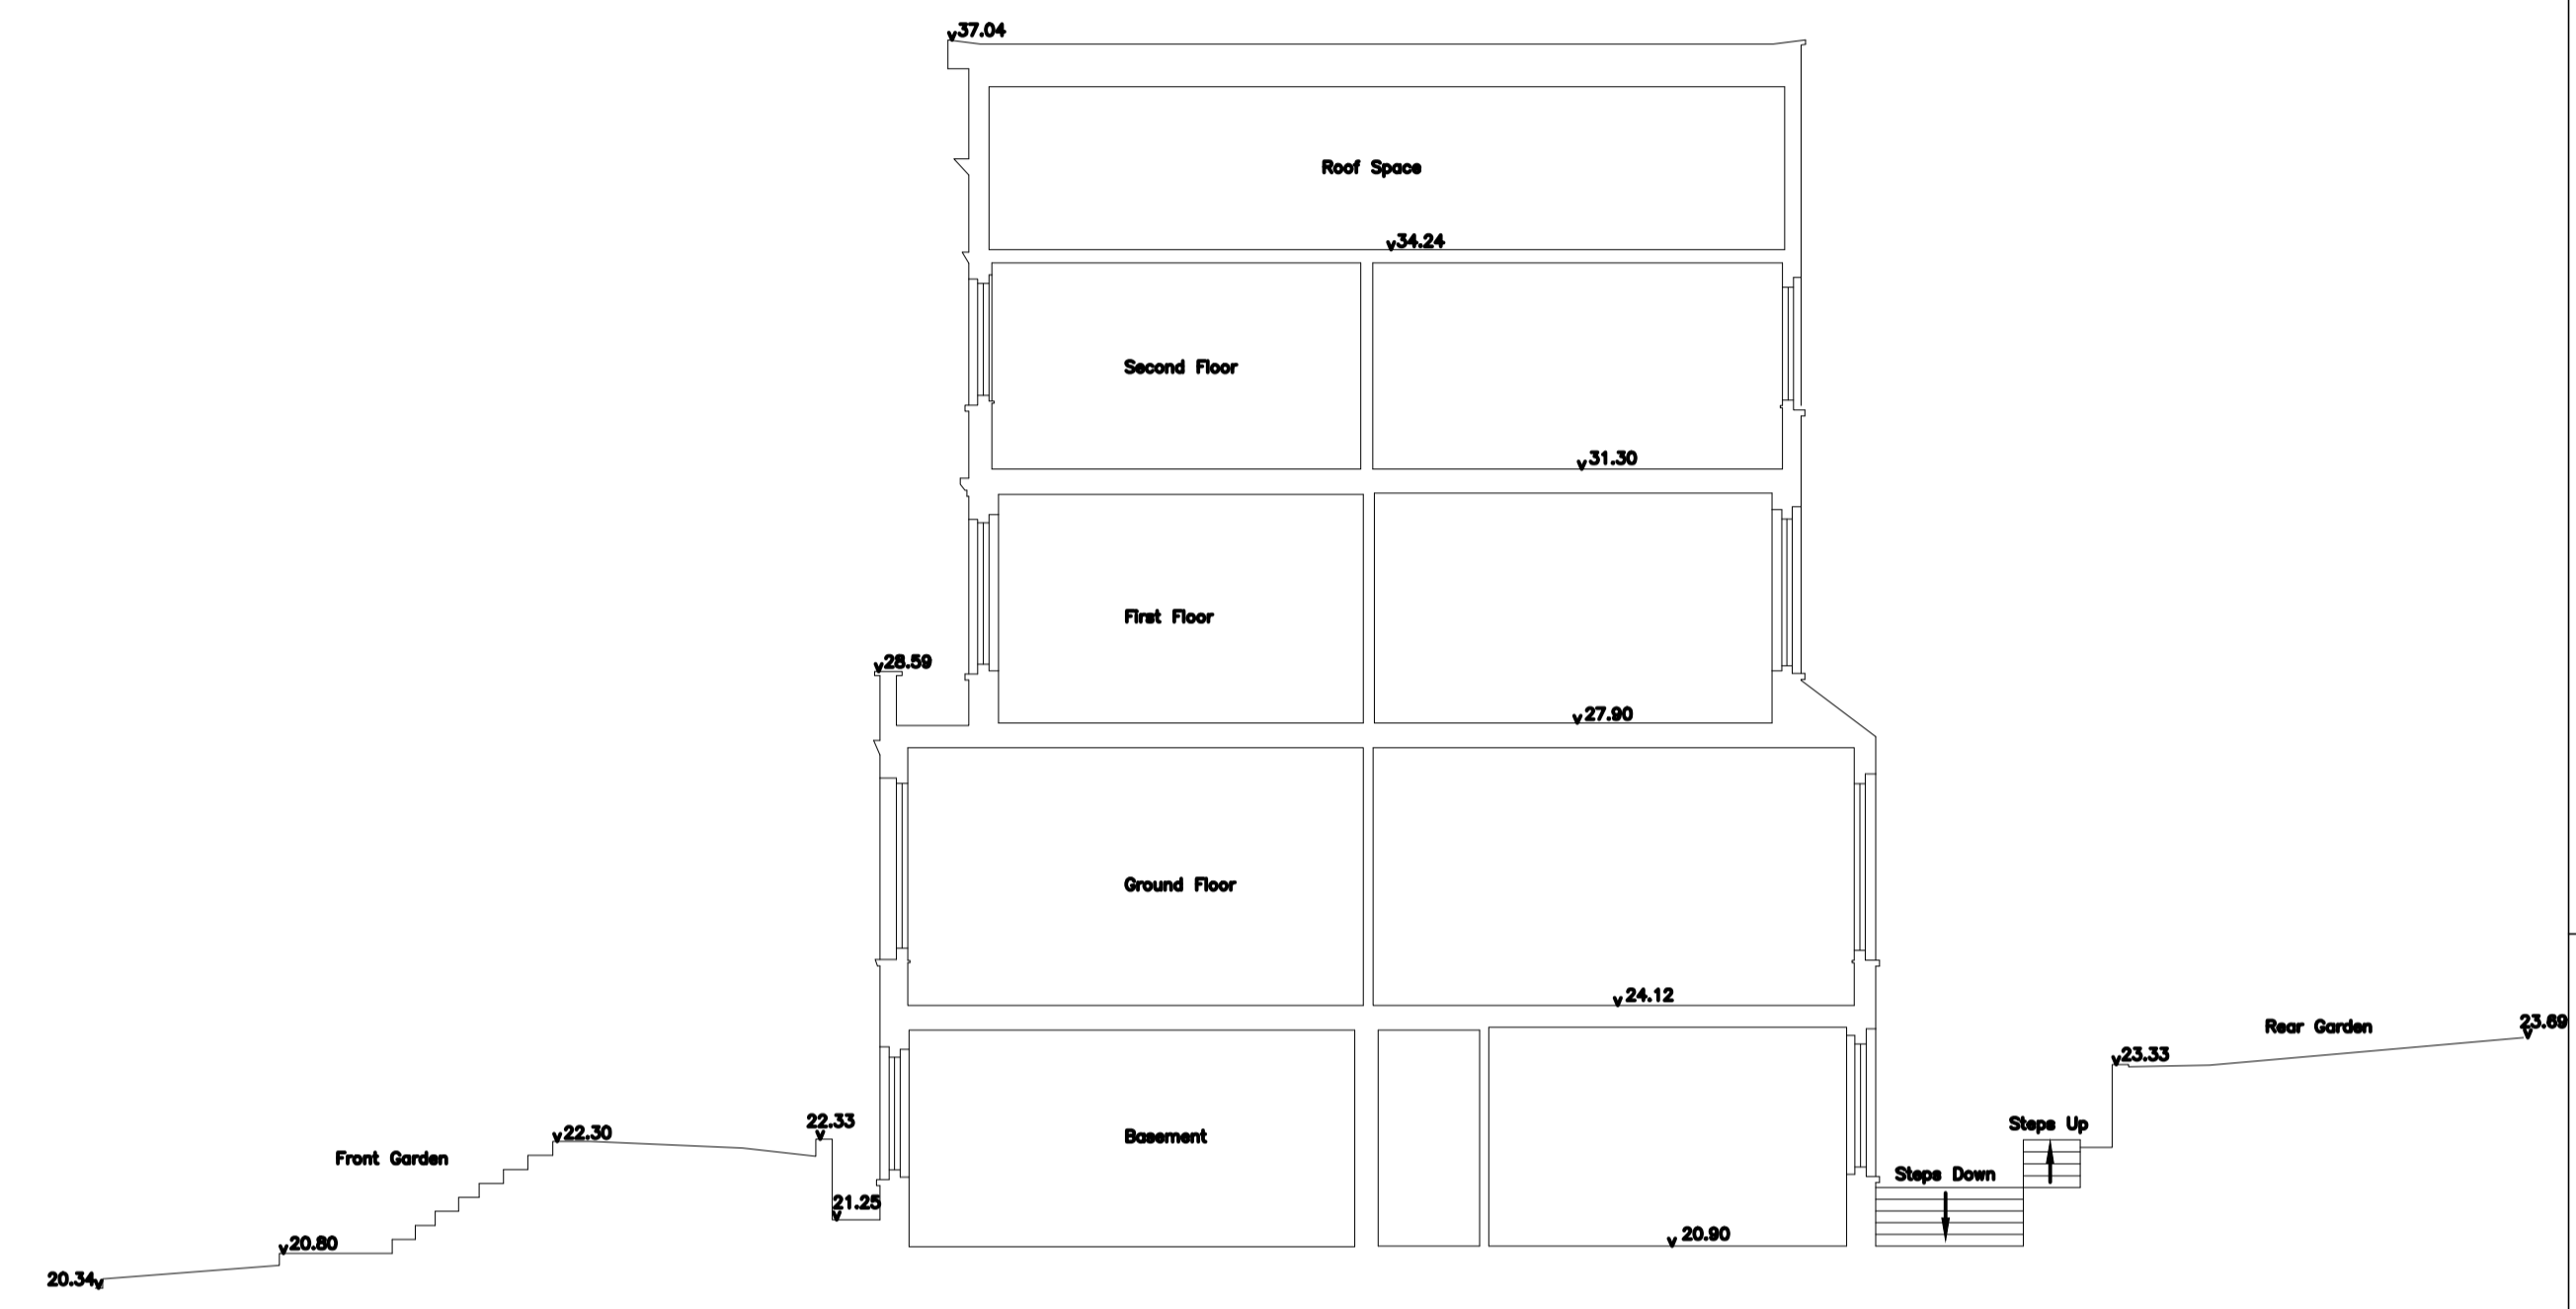 37.04
Roof Space
34.24
Second Floor
31.30
First Floor
28.59
27.90
Ground Floor
24.12
23.69
Rear Garden
23.33
22.33
Steps Up
22.30
Basement
Front Garden
Steps Down
21.25
20.90
20.80
20.34